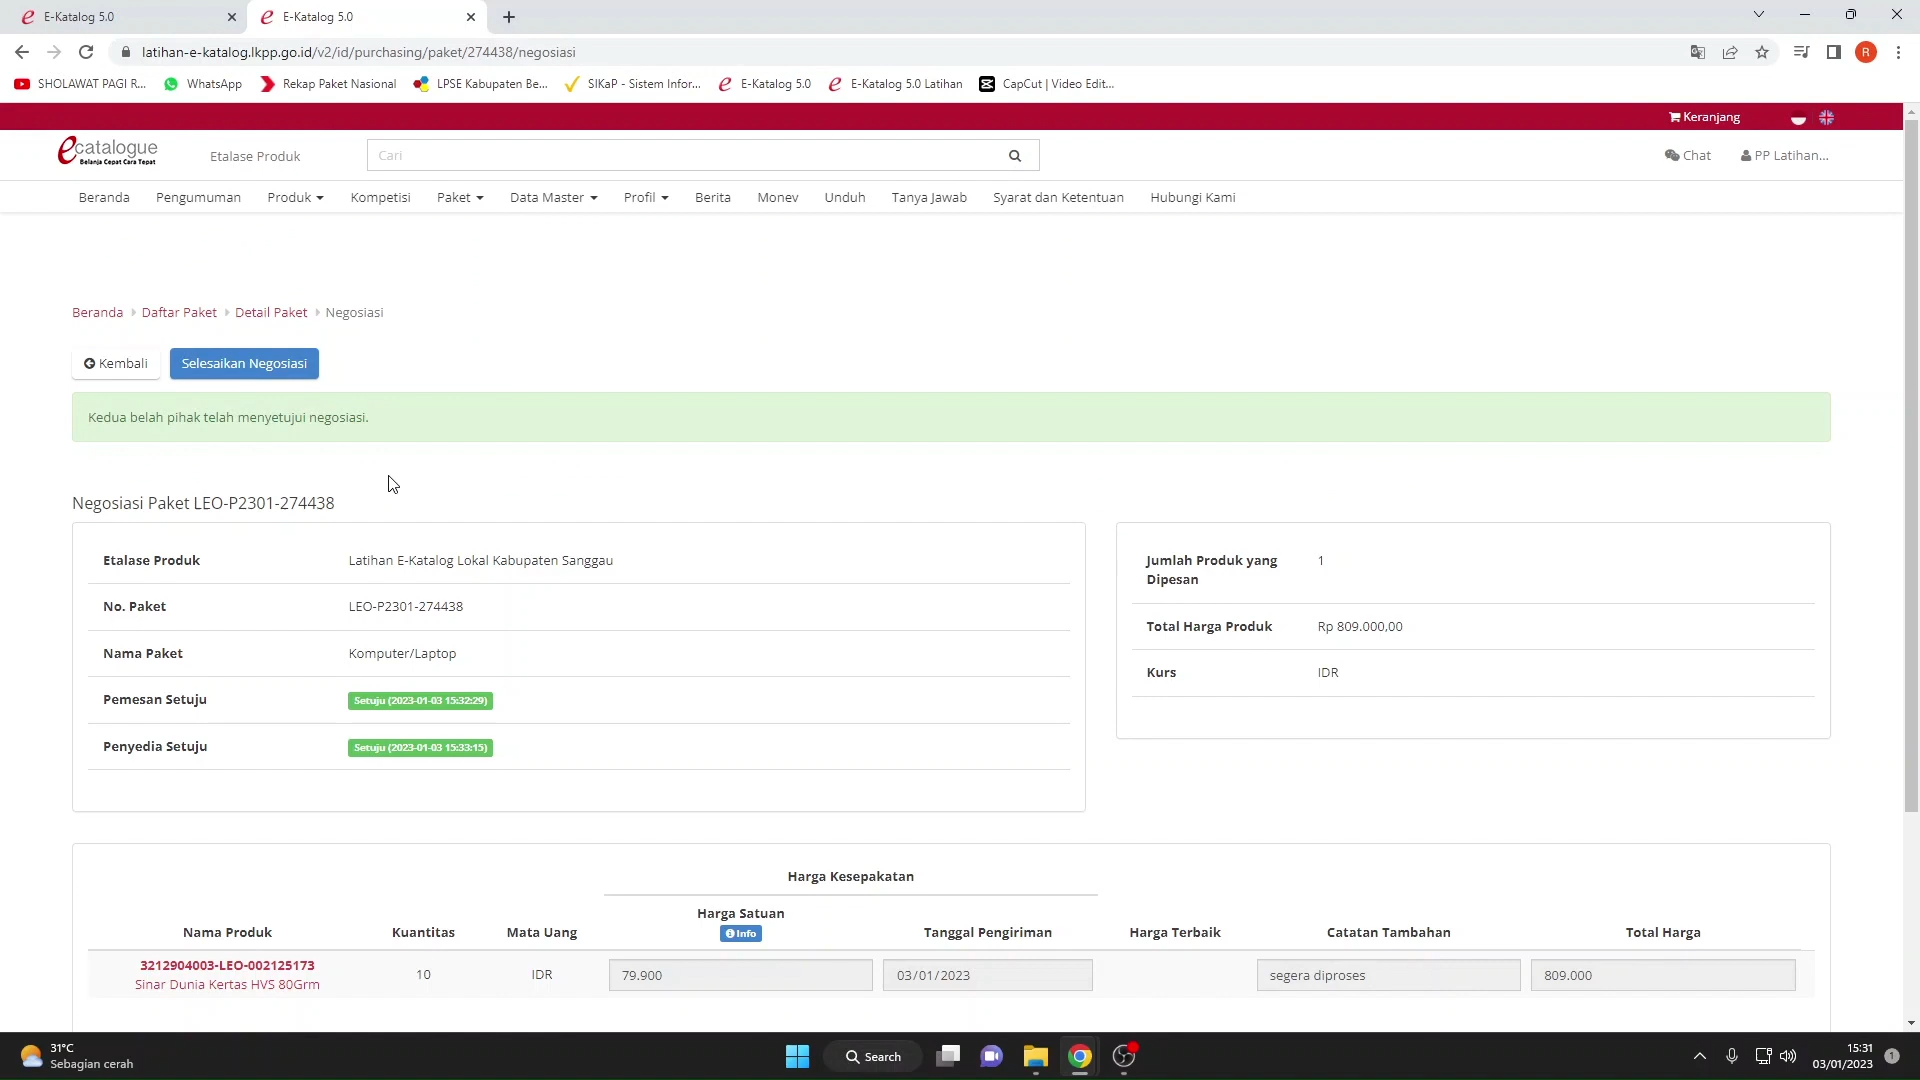 E-Katalog 5.0
E-Katalog 5.0
latihan-e-katalog.lkpp.go.id/v2/id/purchasing/paket/274438/negosiasi
R
SHOLAWAT PAGI R...
WhatsApp
Rekap Paket Nasional
LPSE Kabupaten Be...
SIKaP - Sistem Infor...
E-Katalog 5.0
E-Katalog 5.0 Latihan
CapCut | Video Edit...
Keranjang
ecatalogue
Belanja Cepat Cara Tepat
Etalase Produk
Cari
Chat
PP Latihan...
Beranda
Pengumuman
Produk
Kompetisi
Paket
Data Master
Profil
Berita
Monev
Unduh
Tanya Jawab
Syarat dan Ketentuan
Hubungi Kami
Beranda
Daftar Paket
Detail Paket
Negosiasi
Kembali
Selesaikan Negosiasi
Kedua belah pihak telah menyetujui negosiasi.
Negosiasi Paket LEO-P2301-274438
Etalase Produk
Latihan E-Katalog Lokal Kabupaten Sanggau
No. Paket
LEO-P2301-274438
Nama Paket
Komputer/Laptop
Pemesan Setuju
Setuju (2023-01-03 15:32:29)
Penyedia Setuju
Setuju (2023-01-03 15:33:15)
Jumlah Produk yang
Dipesan
1
Total Harga Produk
Rp 809.000,00
Kurs
IDR
Harga Kesepakatan
Nama Produk
Kuantitas
Mata Uang
Harga Satuan
Info
Tanggal Pengiriman
Harga Terbaik
Catatan Tambahan
Total Harga
3212904003-LEO-002125173
Sinar Dunia Kertas HVS 80Grm
10
IDR
79.900
03/01/2023
segera diproses
809.000
31°C
Sebagian cerah
Search
15:31
03/01/2023
1